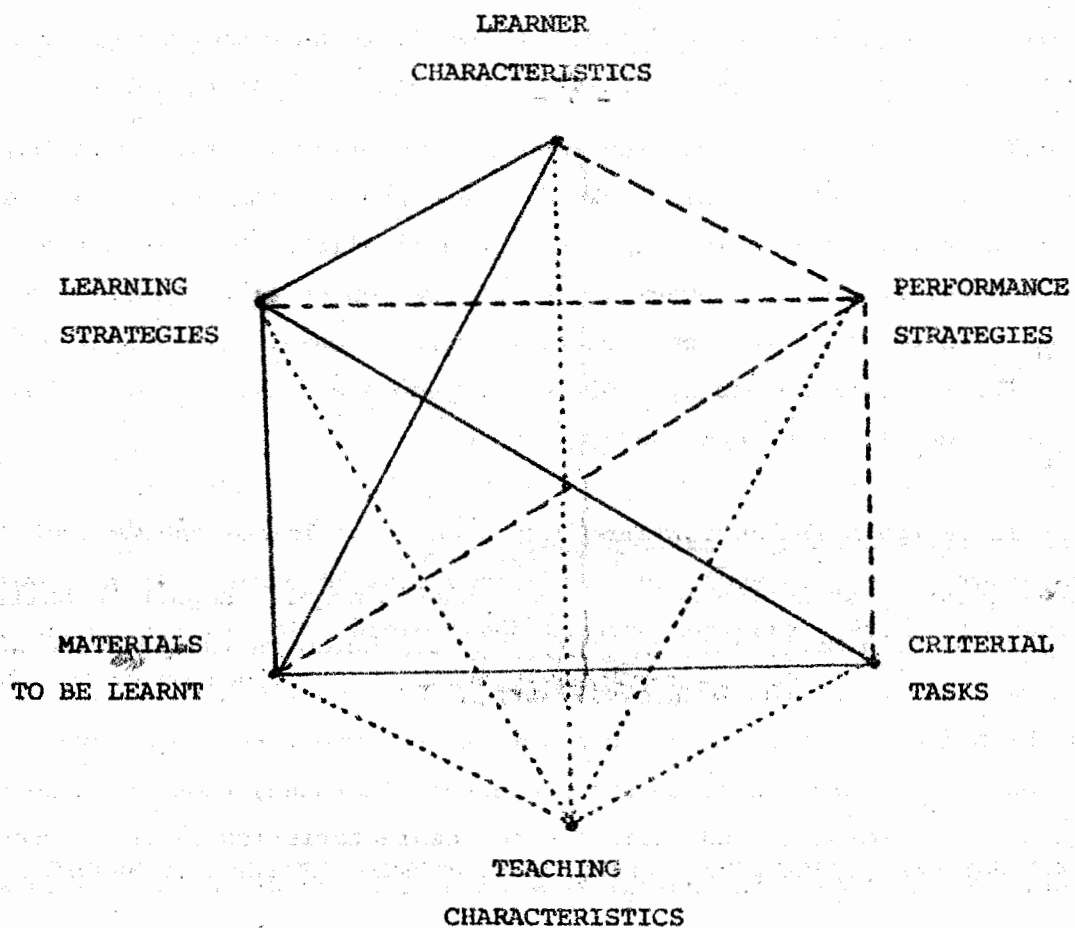 LEARNER
CHARACTERISTICS
LEARNING
STRATEGIES
PERFORMANCE
STRATEGIES
MATERIALS
TO BE LEARNT
CRITERIAL
TASKS
TEACHING
CHARACTERISTICS